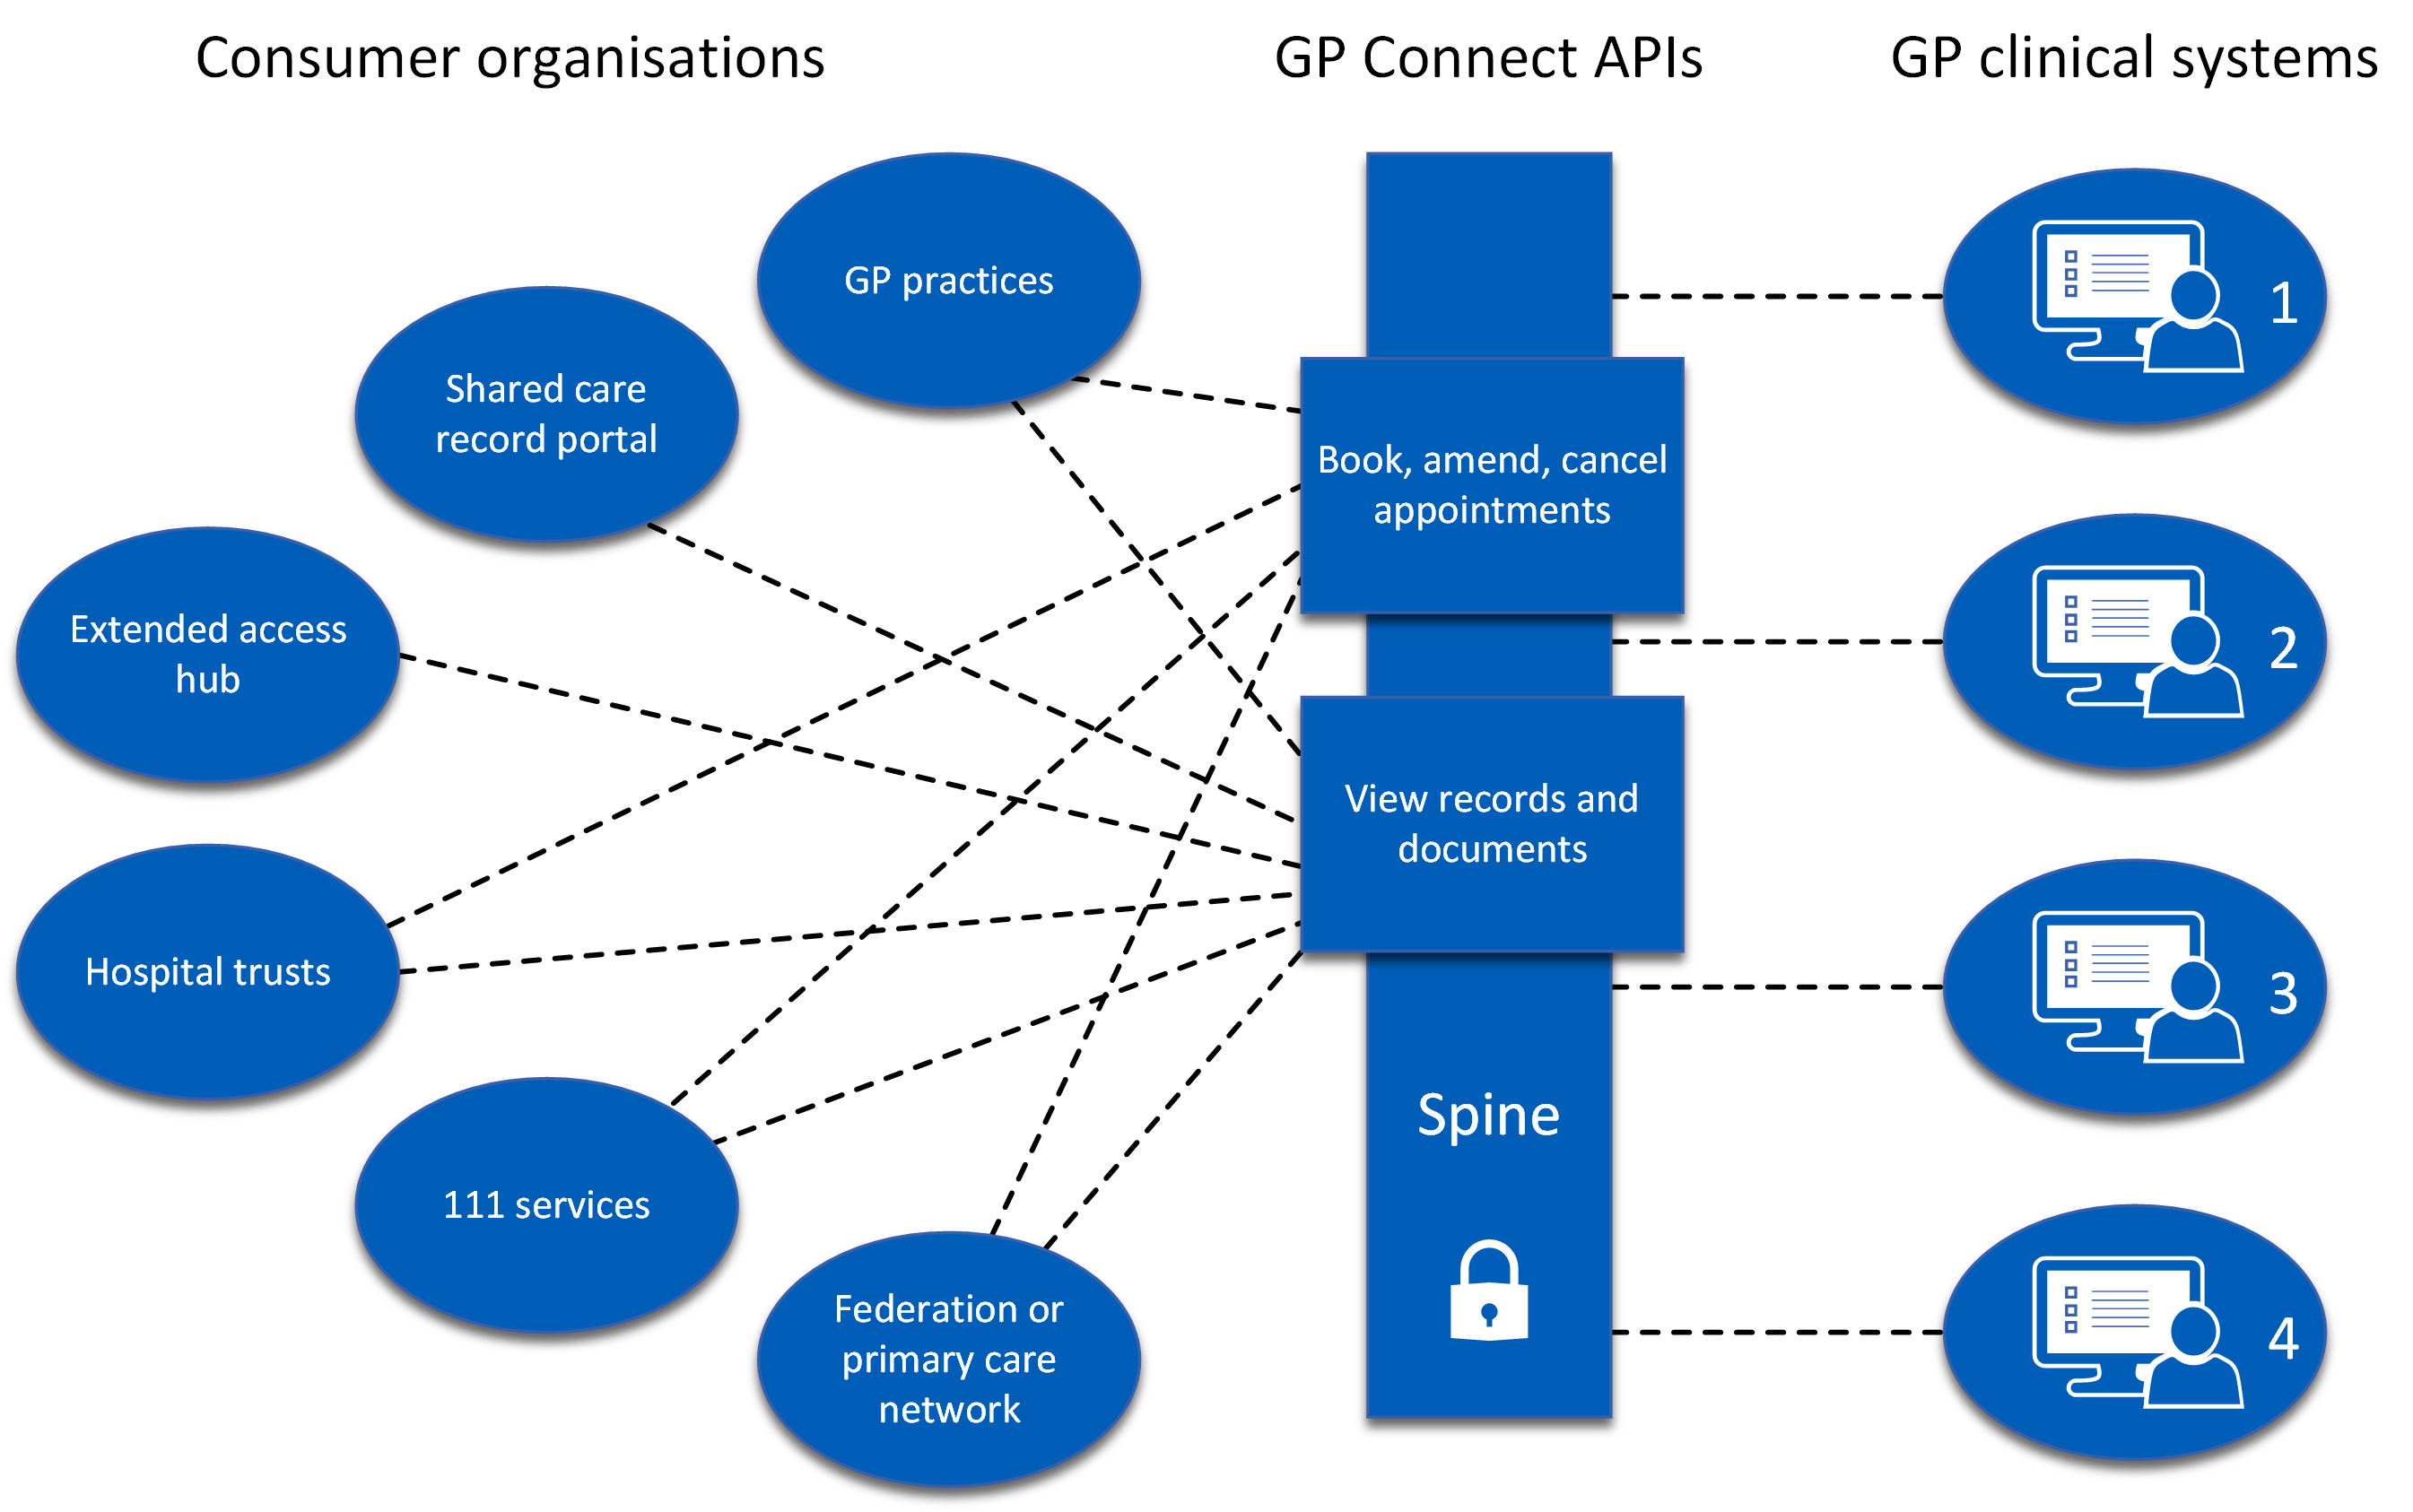 Consumer organisations
GP Connect APIs
GP clinical systems
GP practices
Shared care
record portal
Extended access
hub
Hospital trusts
111 services
Federation or
primary care
network
Book, amend, cancel
appointments
View records and
documents
Spine
1
2
3
4